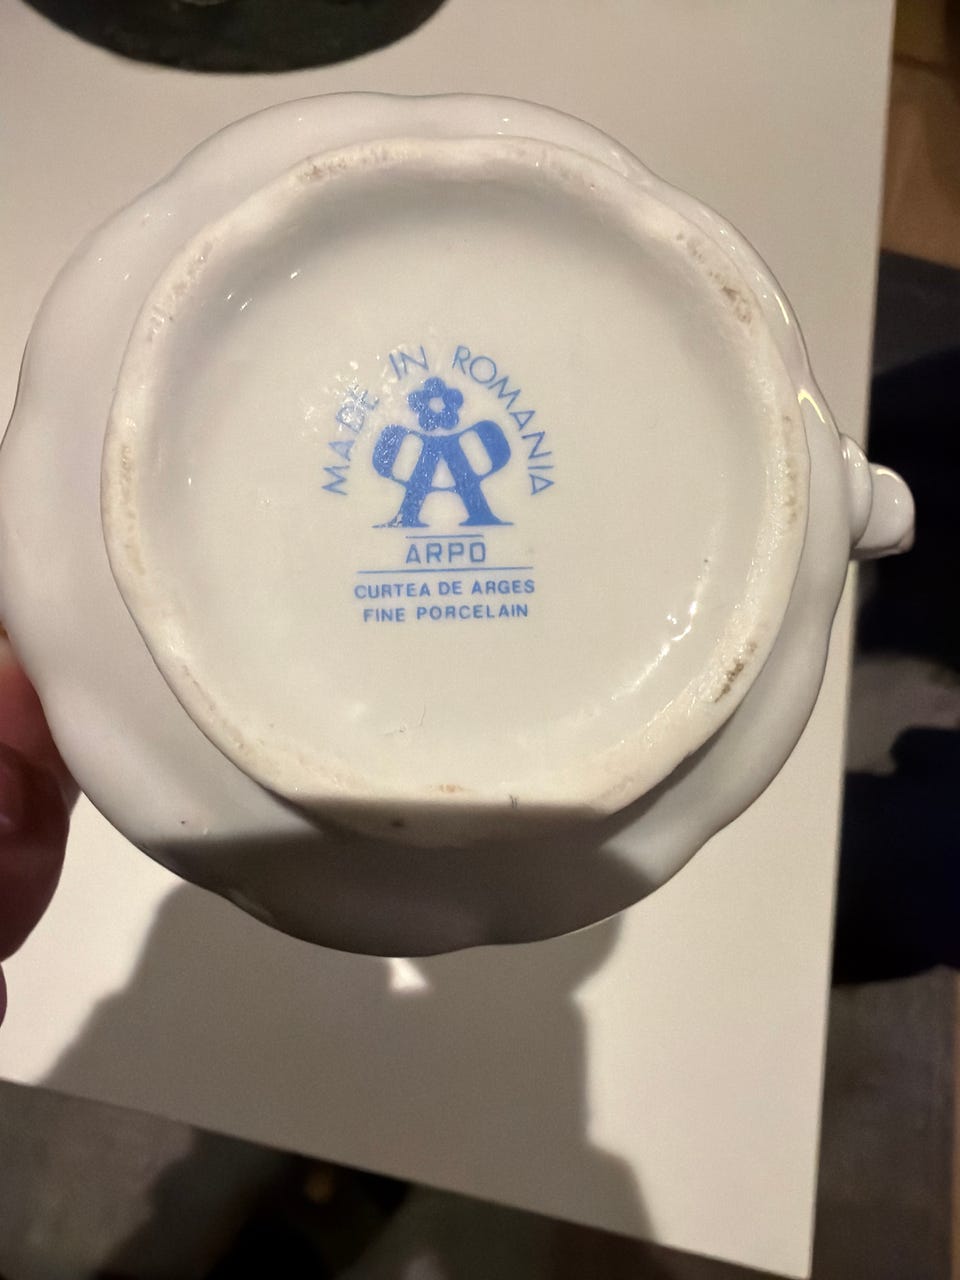 MADE IN ROMANIA
ARPO
CURTEA DE ARGES
FINE PORCELAIN